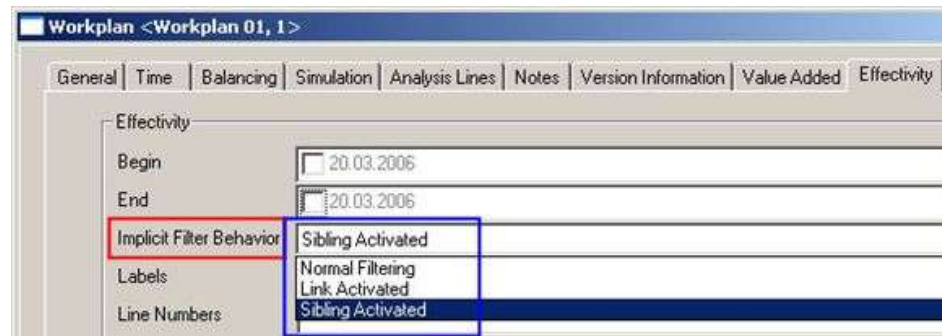 Workplan <Workplan 01, 1>
General Time Balancing Simulation Analysis Lines Notes Version Information Value Added Effectivity
Effectivity
Begin 20.03.2006
End 20.03.2006
Implicit Filter Behavior Sibling Activated
Normal Filtering
Labels
Link Activated
Sibling Activated
Line Numbers